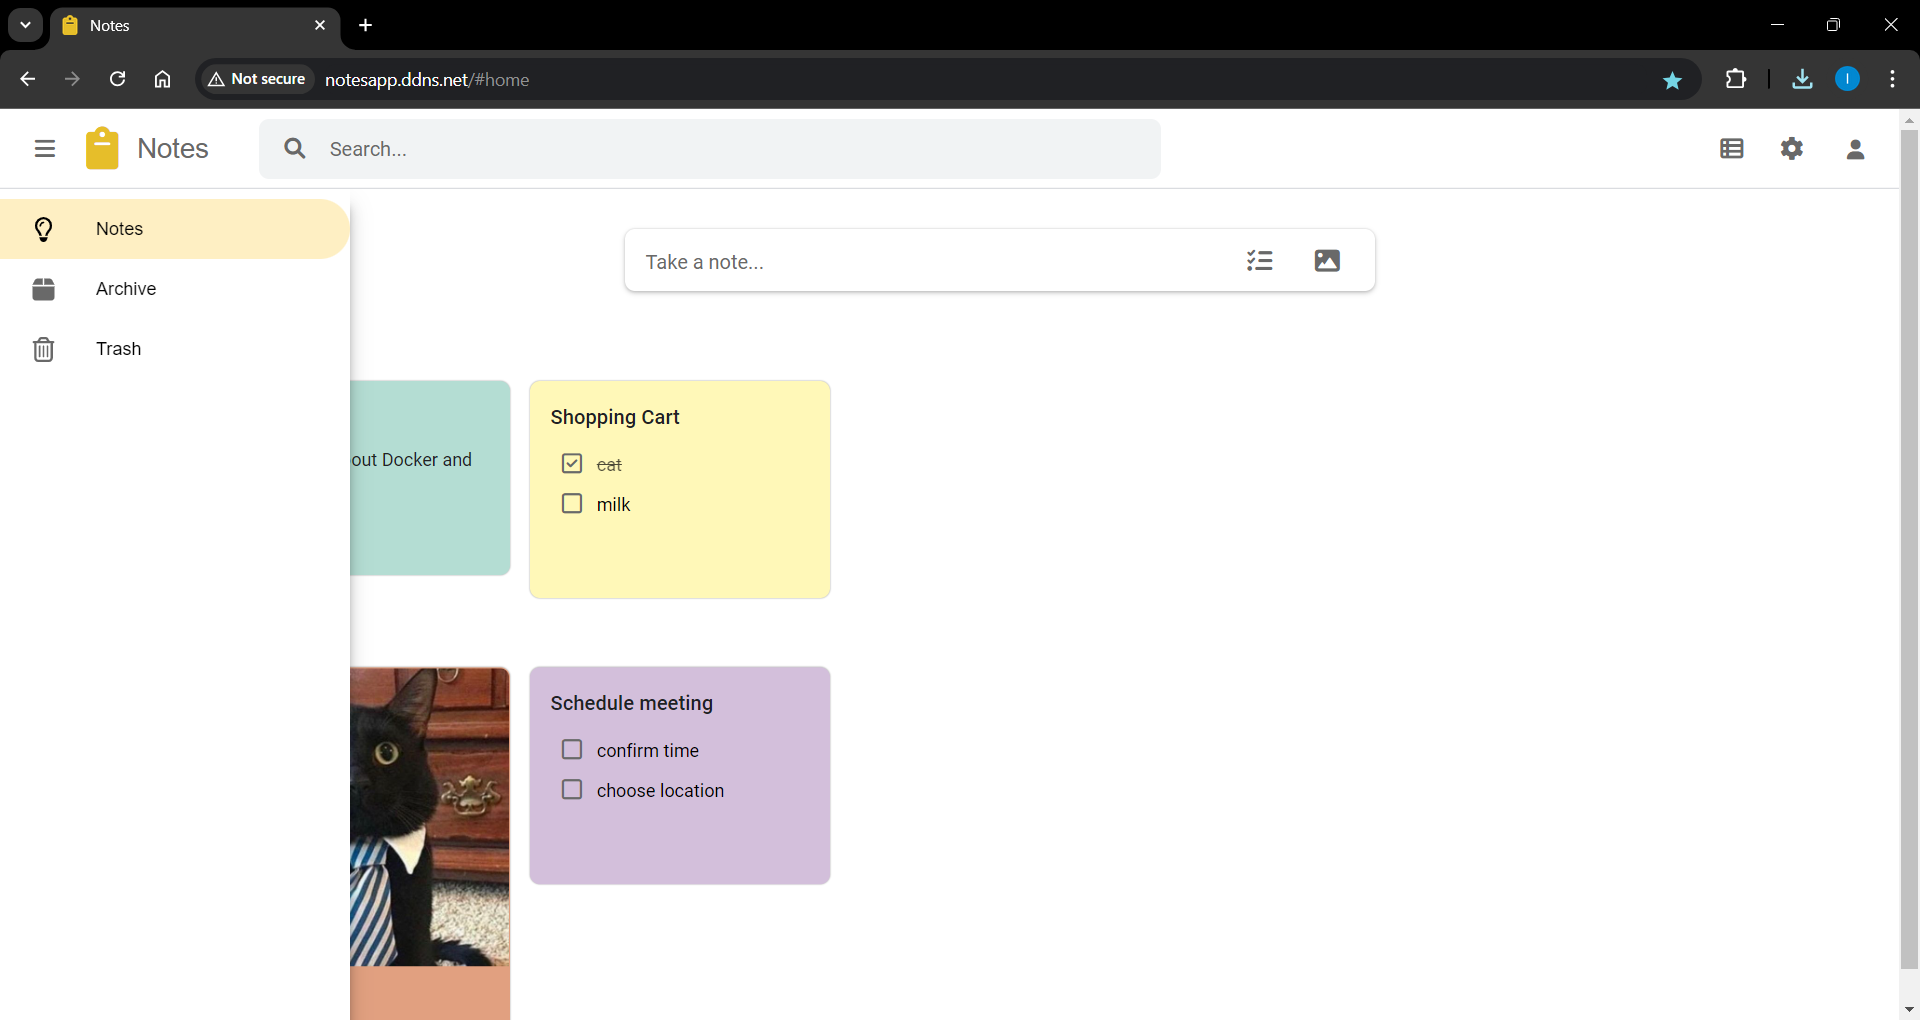 Notes
Not secure
notesapp.ddns.net/#home
I
Notes
Search...
Notes
Archive
Trash
Take a note...
out Docker and
Shopping Cart
cat
milk
Schedule meeting
confirm time
choose location